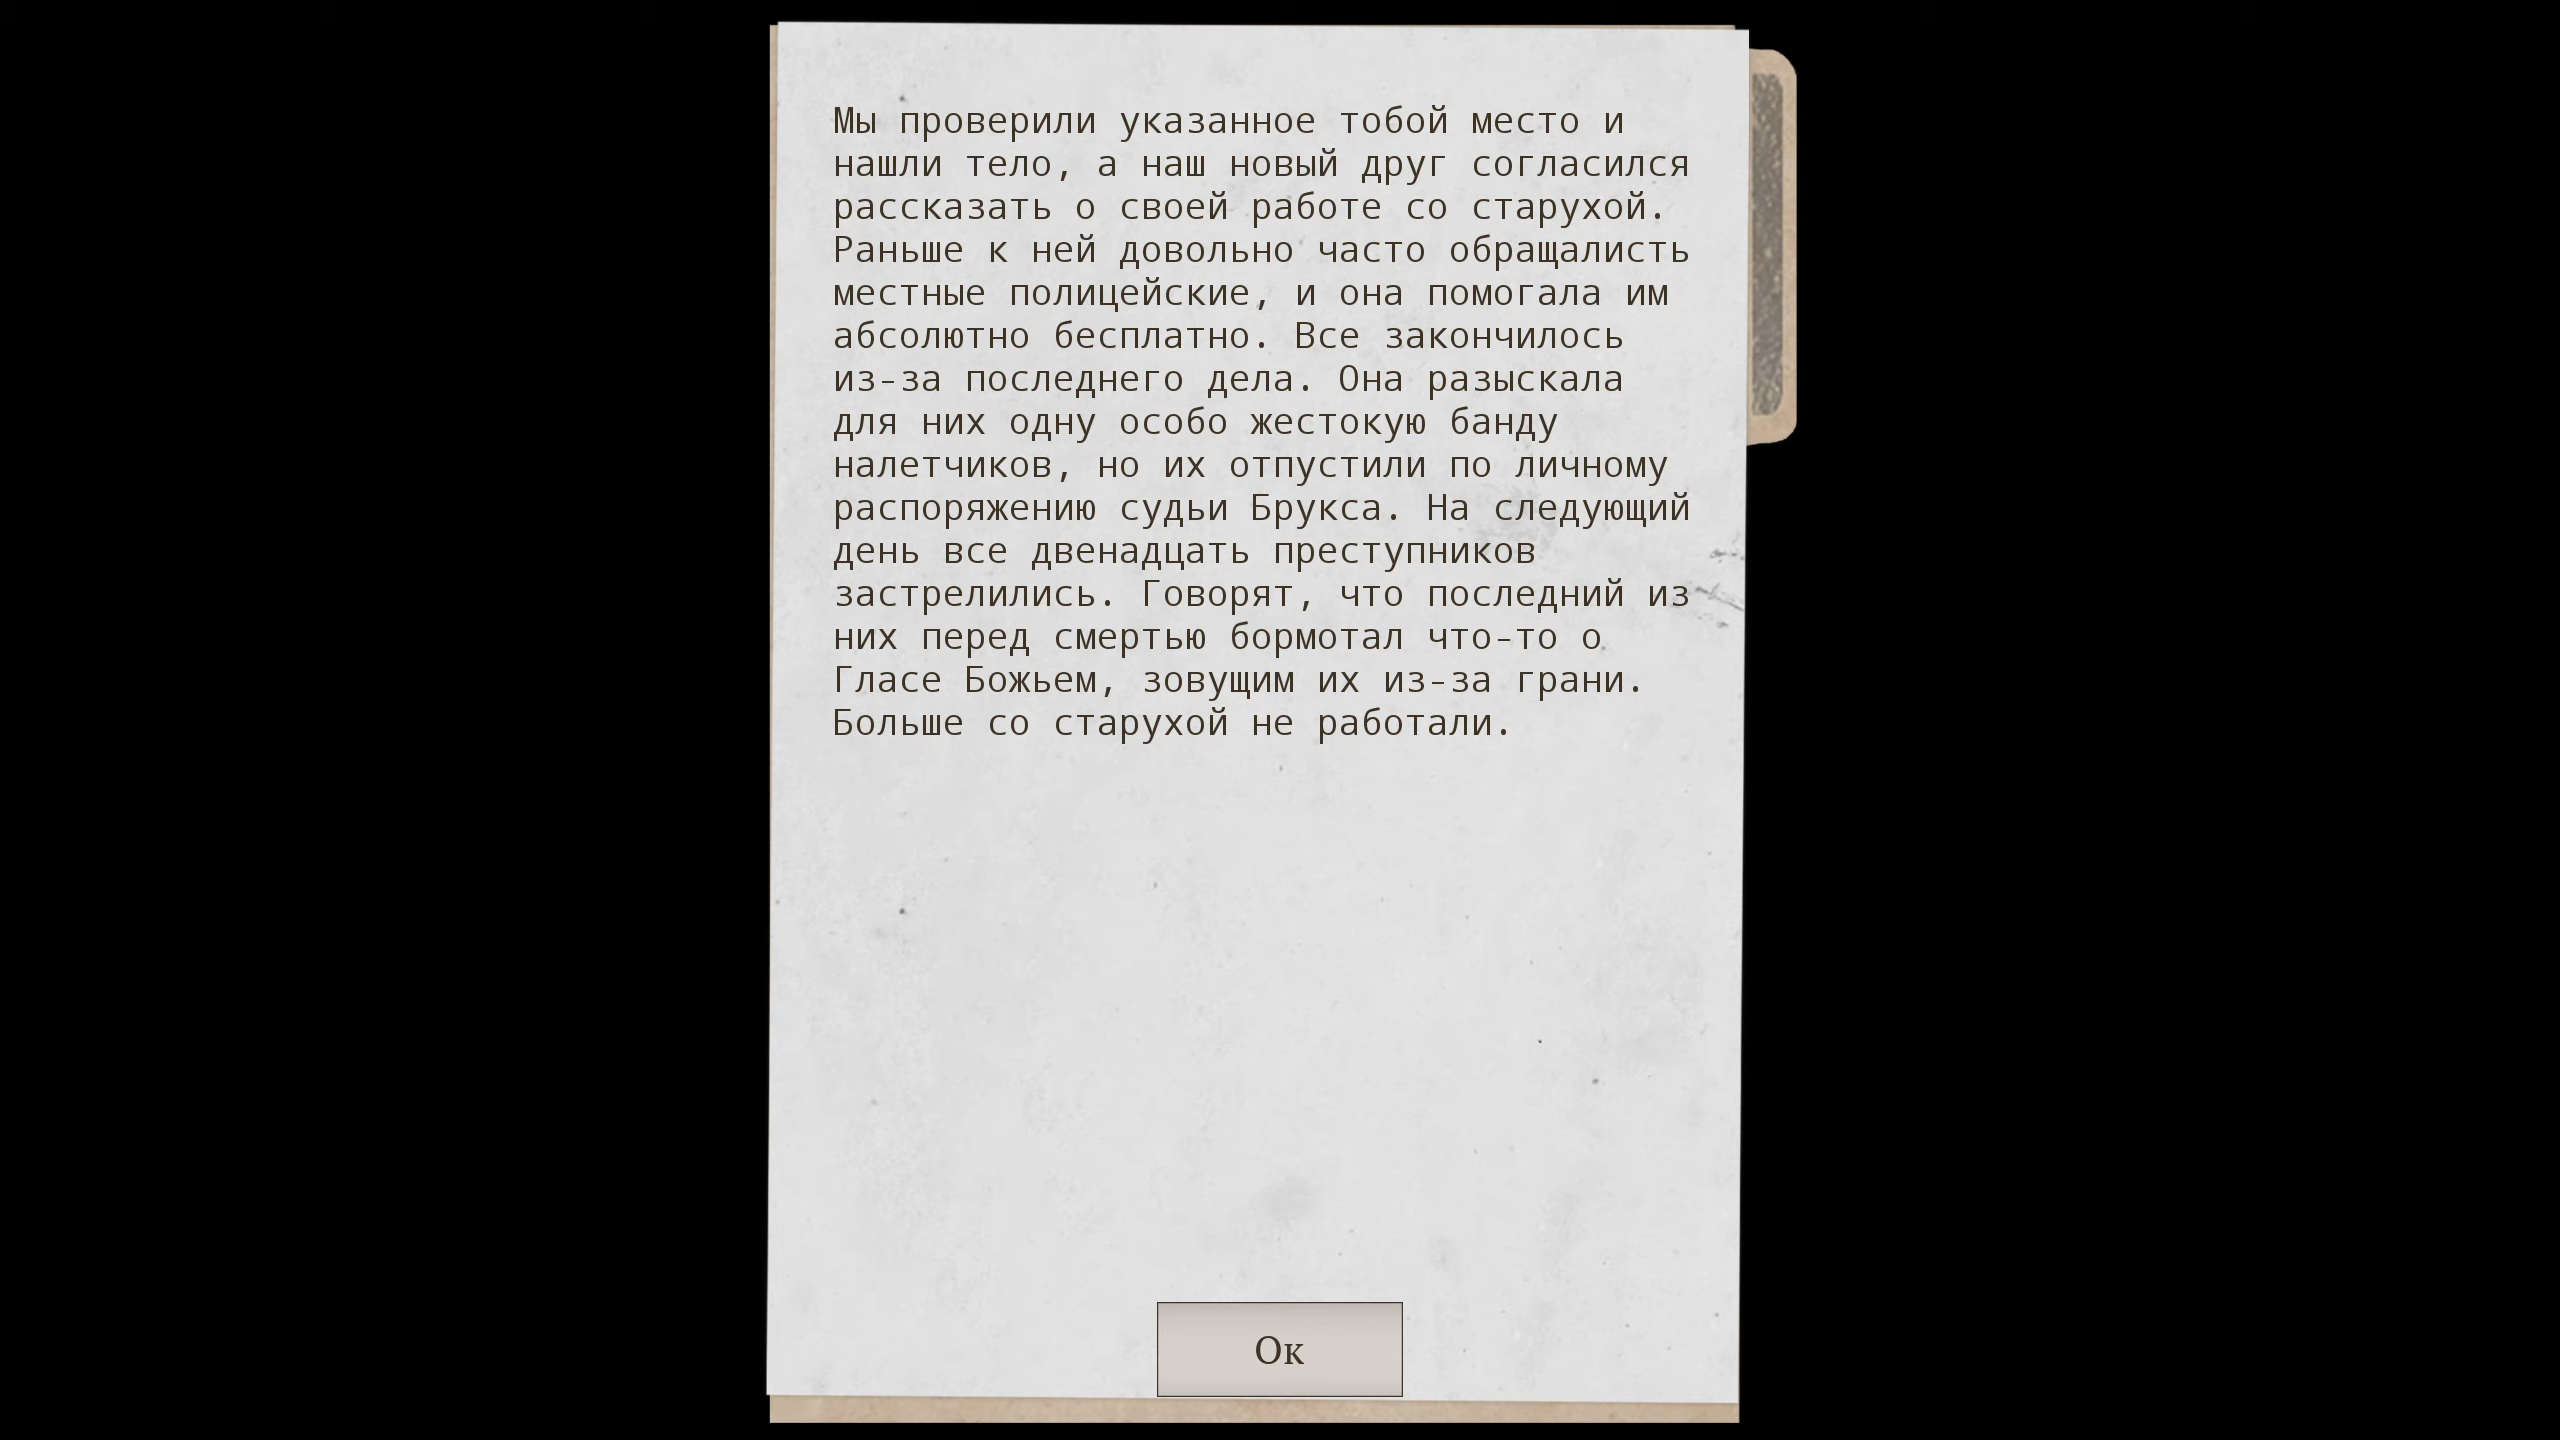 Мы проверили указанное тобой место и
нашли тело, а наш новый друг согласился
рассказать о своей работе со старухой.
Раньше к ней довольно часто обращалисть
местные полицейские, и она помогала им
абсолютно бесплатно. Все закончилось
из-за последнего дела. Она разыскала
для них одну особо жестокую банду
налетчиков, но их отпустили по личному
распоряжению судьи Брукса. На следующий
день все двенадцать преступников
застрелились. Говорят, что последний из
них перед смертью бормотал что-то о
Гласе Божьем, зовущим их из-за грани.
Больше со старухой не работали.
Ок